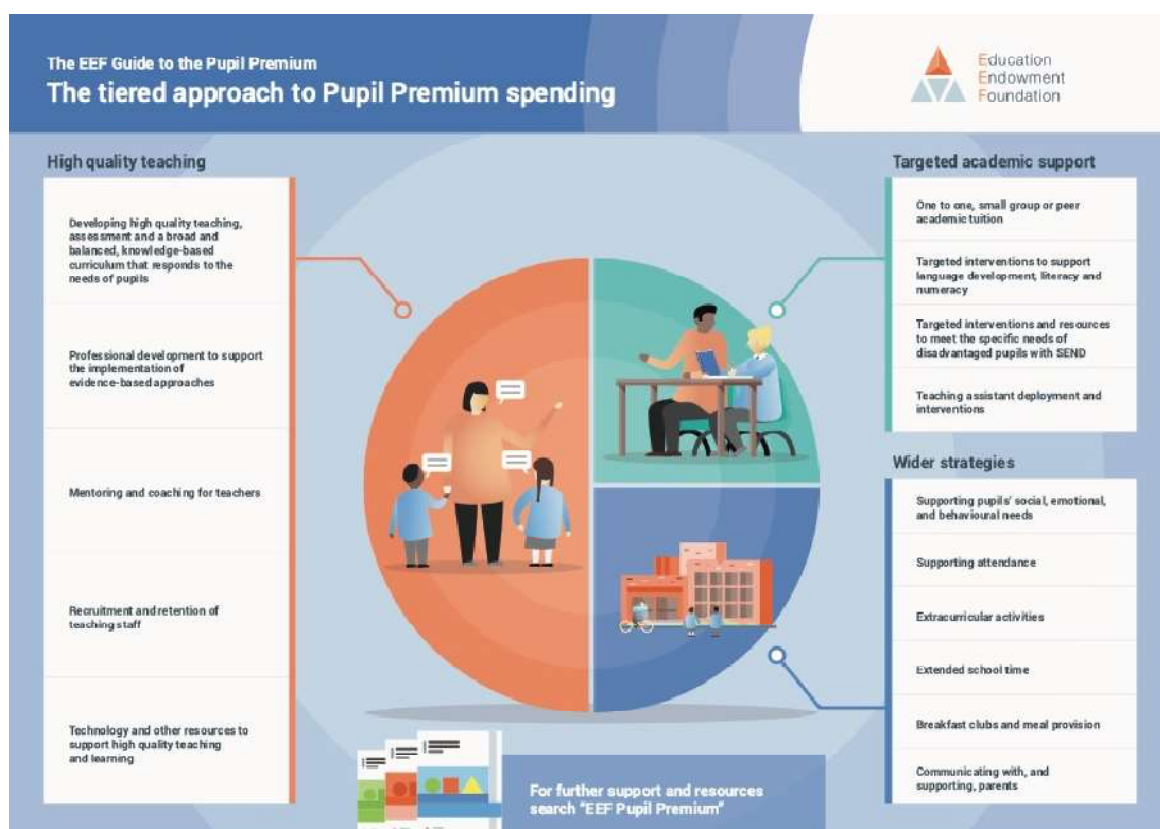 The EEF Guide to the Pupil Premium
The tiered approach to Pupil Premium spending
Education
Endowment
Foundation
High quality teaching
Developing high quality teaching,
assessment and a broad and
balanced, knowledge-based
curriculum that responds to the
needs of pupils
Professional development to support
the implementation of
evidence-based approaches
Mentoring and coaching for teachers
Recruitment and retention of
teaching staff
Technology and other resources to
support high quality teaching
and learning
Targeted academic support
One to one, small group or peer
academic tuition
Targeted interventions to support
language development, literacy and
numeracy
Targeted interventions and resources
to meet the specific needs of
disadvantaged pupils with SEND
Teaching assistant deployment and
interventions
Wider strategies
Supporting pupils' social, emotional,
and behavioural needs
Supporting attendance
Extracurricular activities
Extended school time
Breakfast clubs and meal provision
Communicating with, and
supporting, parents
For further support and resources
search "EEF Pupil Premium"